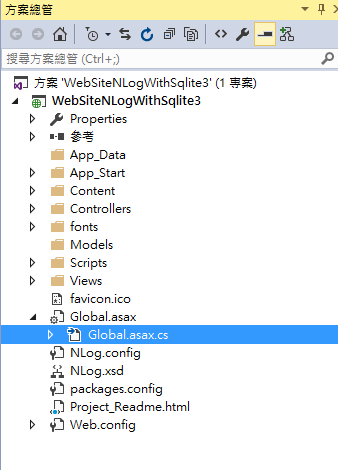 方案總管
搜尋方案總管 (Ctrl+;)
方案 'WebSiteNLogWithSqlite3' (1 專案)
WebSiteNLogWithSqlite3
Properties
參考
App_Data
App_Start
Content
Controllers
fonts
Models
Scripts
Views
favicon.ico
Global.asax
Global.asax.cs
NLog.config
NLog.xsd
packages.config
Project_Readme.html
Web.config